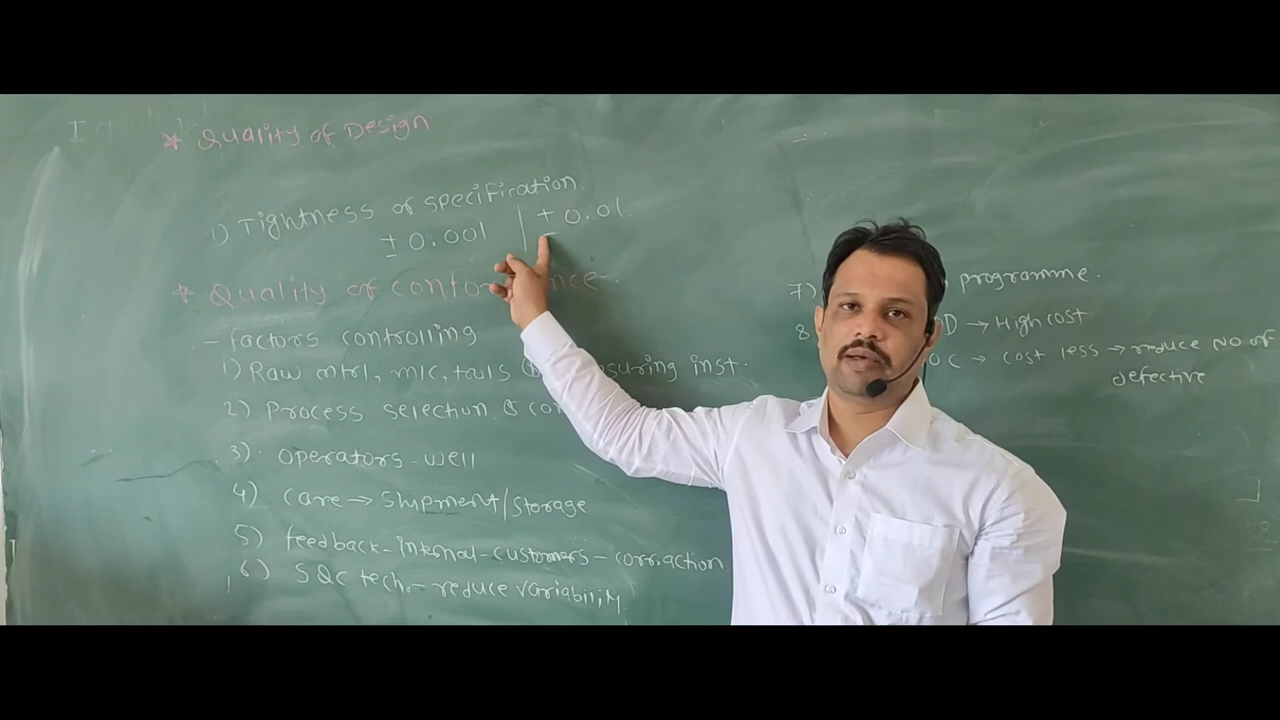 * Quality of Design
1) Tightness of specification
± 0.001 | ± 0.01
* Quality of
- factors controlling
1) Raw mtrl, M/C, tools inst.
2) Process selection &
3) operators - well
4) care → shipment/storage
5) feedback - internal - customers - corr.action
6) SQC tech. - reduce variability
7) programme.
8 → High cost
OC → cost less → reduce NO of
defective